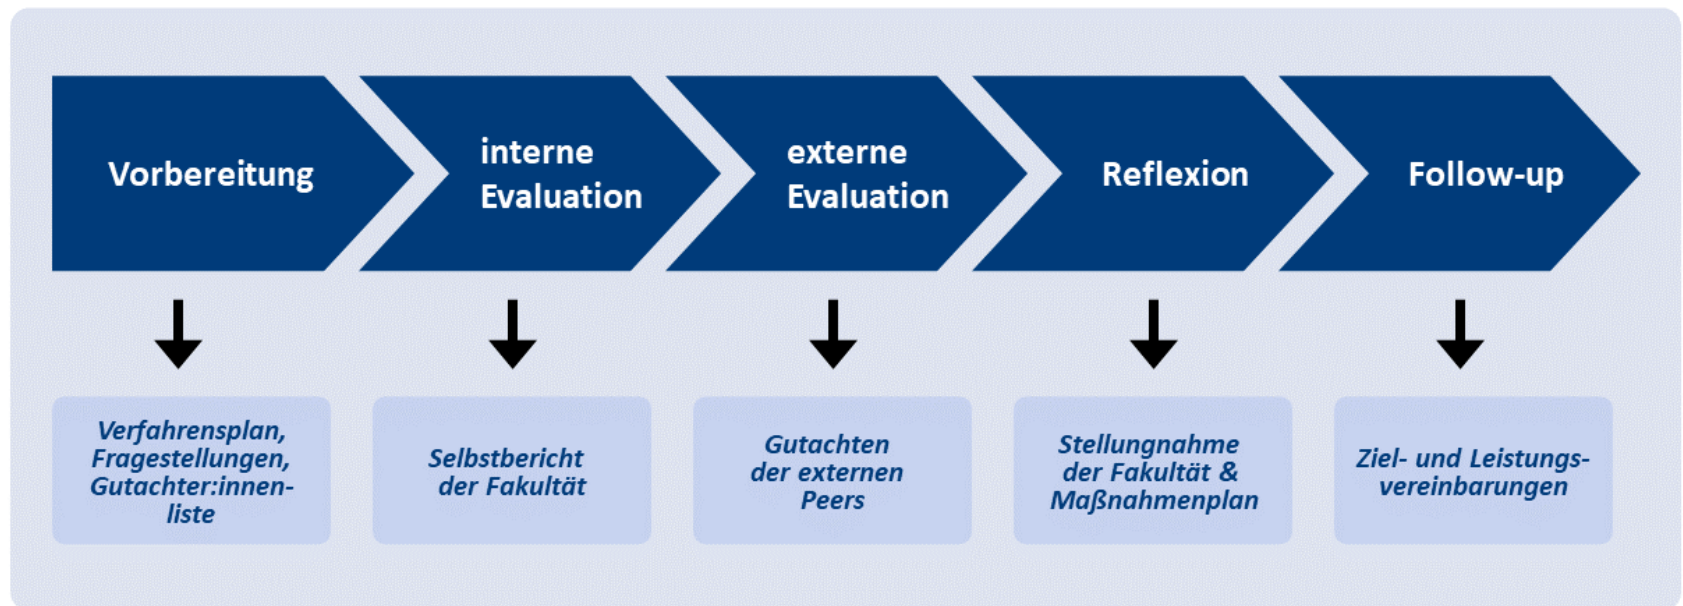 Vorbereitung
interne
Evaluation
externe
Evaluation
Reflexion
Follow-up
Verfahrensplan,
Fragestellungen,
Gutachter:innen-
liste
Selbstbericht
der Fakultät
Gutachten
der externen
Peers
Stellungnahme
der Fakultät &
Maßnahmenplan
Ziel- und Leistungs-
vereinbarungen